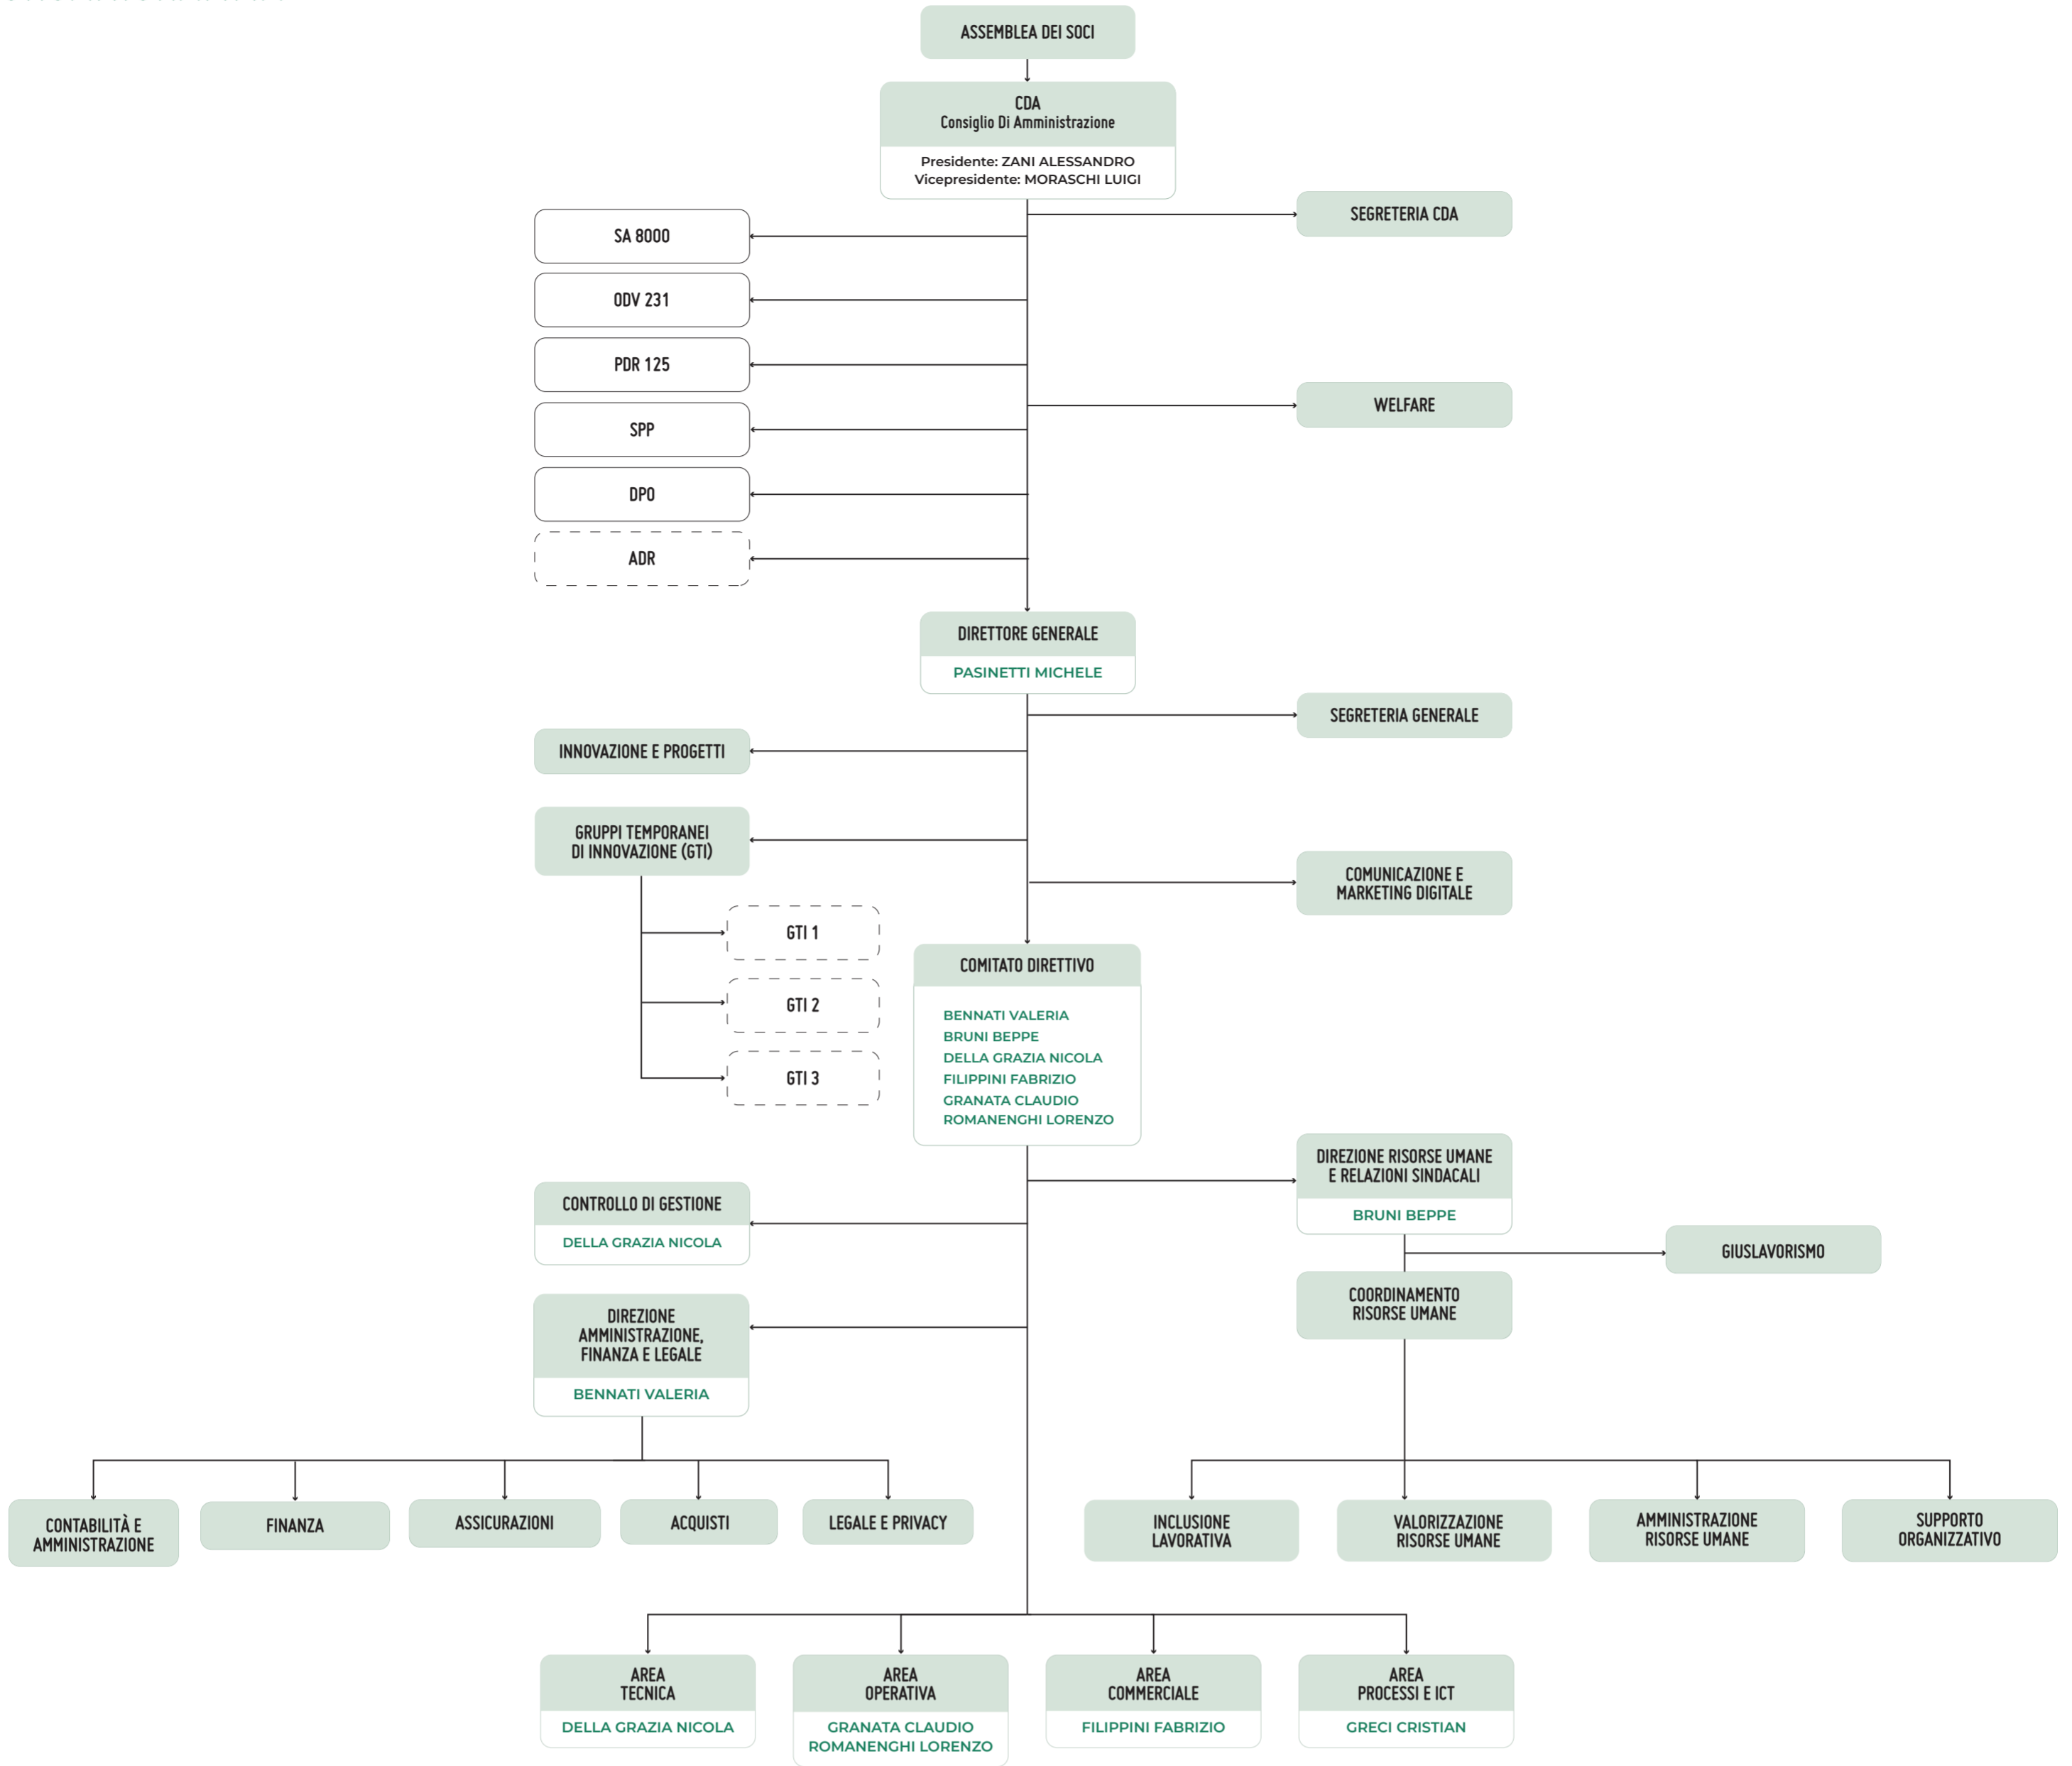 ASSEMBLEA DEI SOCI
CDA
Consiglio Di Amministrazione
Presidente: ZANI ALESSANDRO
Vicepresidente: MORASCHI LUIGI
SEGRETERIA CDA
SA 8000
ODV 231
PDR 125
WELFARE
SPP
DPO
ADR
DIRETTORE GENERALE
PASINETTI MICHELE
SEGRETERIA GENERALE
INNOVAZIONE E PROGETTI
GRUPPI TEMPORANEI
DI INNOVAZIONE (GTI)
COMUNICAZIONE E
MARKETING DIGITALE
GTI 1
GTI 2
GTI 3
COMITATO DIRETTIVO
BENNATI VALERIA
BRUNI BEPPE
DELLA GRAZIA NICOLA
FILIPPINI FABRIZIO
GRANATA CLAUDIO
ROMANENGHI LORENZO
DIREZIONE RISORSE UMANE
E RELAZIONI SINDACALI
BRUNI BEPPE
CONTROLLO DI GESTIONE
DELLA GRAZIA NICOLA
GIUSLAVORISMO
COORDINAMENTO
RISORSE UMANE
DIREZIONE
AMMINISTRAZIONE,
FINANZA E LEGALE
BENNATI VALERIA
CONTABILITÀ E
AMMINISTRAZIONE
FINANZA
ASSICURAZIONI
ACQUISTI
LEGALE E PRIVACY
INCLUSIONE
LAVORATIVA
VALORIZZAZIONE
RISORSE UMANE
AMMINISTRAZIONE
RISORSE UMANE
SUPPORTO
ORGANIZZATIVO
AREA
TECNICA
DELLA GRAZIA NICOLA
AREA
OPERATIVA
GRANATA CLAUDIO
ROMANENGHI LORENZO
AREA
COMMERCIALE
FILIPPINI FABRIZIO
AREA
PROCESSI E ICT
GRECI CRISTIAN